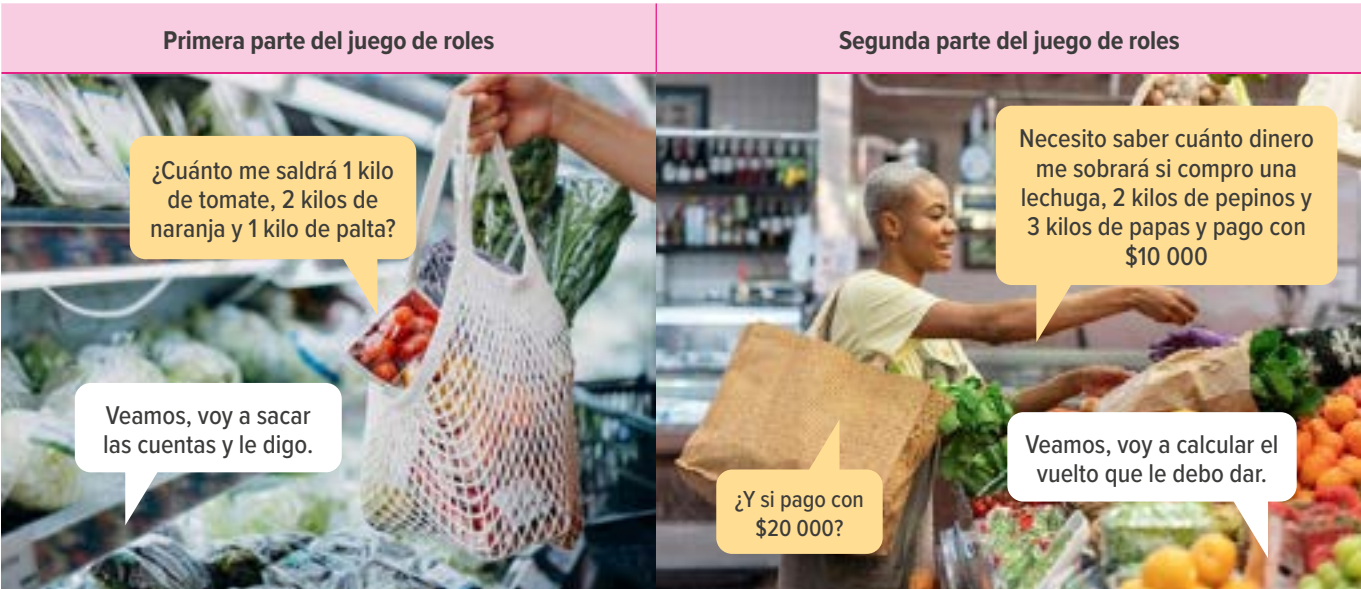 Primera parte del juego de roles
Segunda parte del juego de roles
¿Cuánto me saldrá 1 kilo
de tomate, 2 kilos de
naranja y 1 kilo de palta?
Veamos, voy a sacar
las cuentas y le digo.
Necesito saber cuánto dinero
me sobrará si compro una
lechuga, 2 kilos de pepinos y
3 kilos de papas y pago con
$10 000
¿Y si pago con
$20 000?
Veamos, voy a calcular el
vuelto que le debo dar.